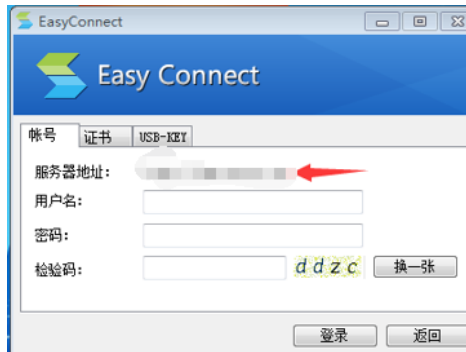 EasyConnect
Easy Connect
帐号 证书 USB-KEY
服务器地址:
用户名:
密码:
检验码: ddzc 换一张
登录 返回